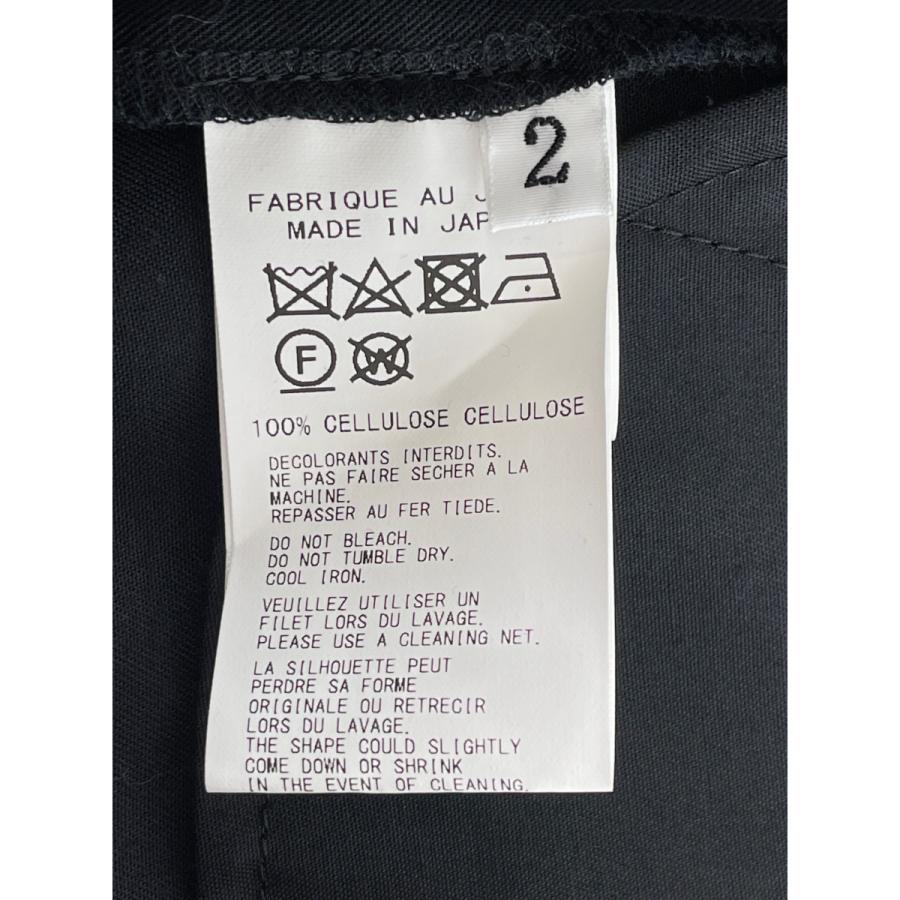 2
FABRIQUE AU J
MADE IN JAP
F
W
100% CELLULOSE CELLULOSE
DECOLORANTS INTERDITS.
NE PAS FAIRE SECHER A LA
MACHINE.
REPASSER AU FER TIEDE.
DO NOT BLEACH.
DO NOT TUMBLE DRY.
COOL IRON.
VEUILLEZ UTILISER UN
FILET LORS DU LAVAGE.
PLEASE USE A CLEANING NET.
LA SILHOUETTE PEUT
PERDRE SA FORME
ORIGINALE OU RETRECIR
LORS DU LAVAGE.
THE SHAPE COULD SLIGHTLY
COME DOWN OR SHRINK
IN THE EVENT OF CLEANING.